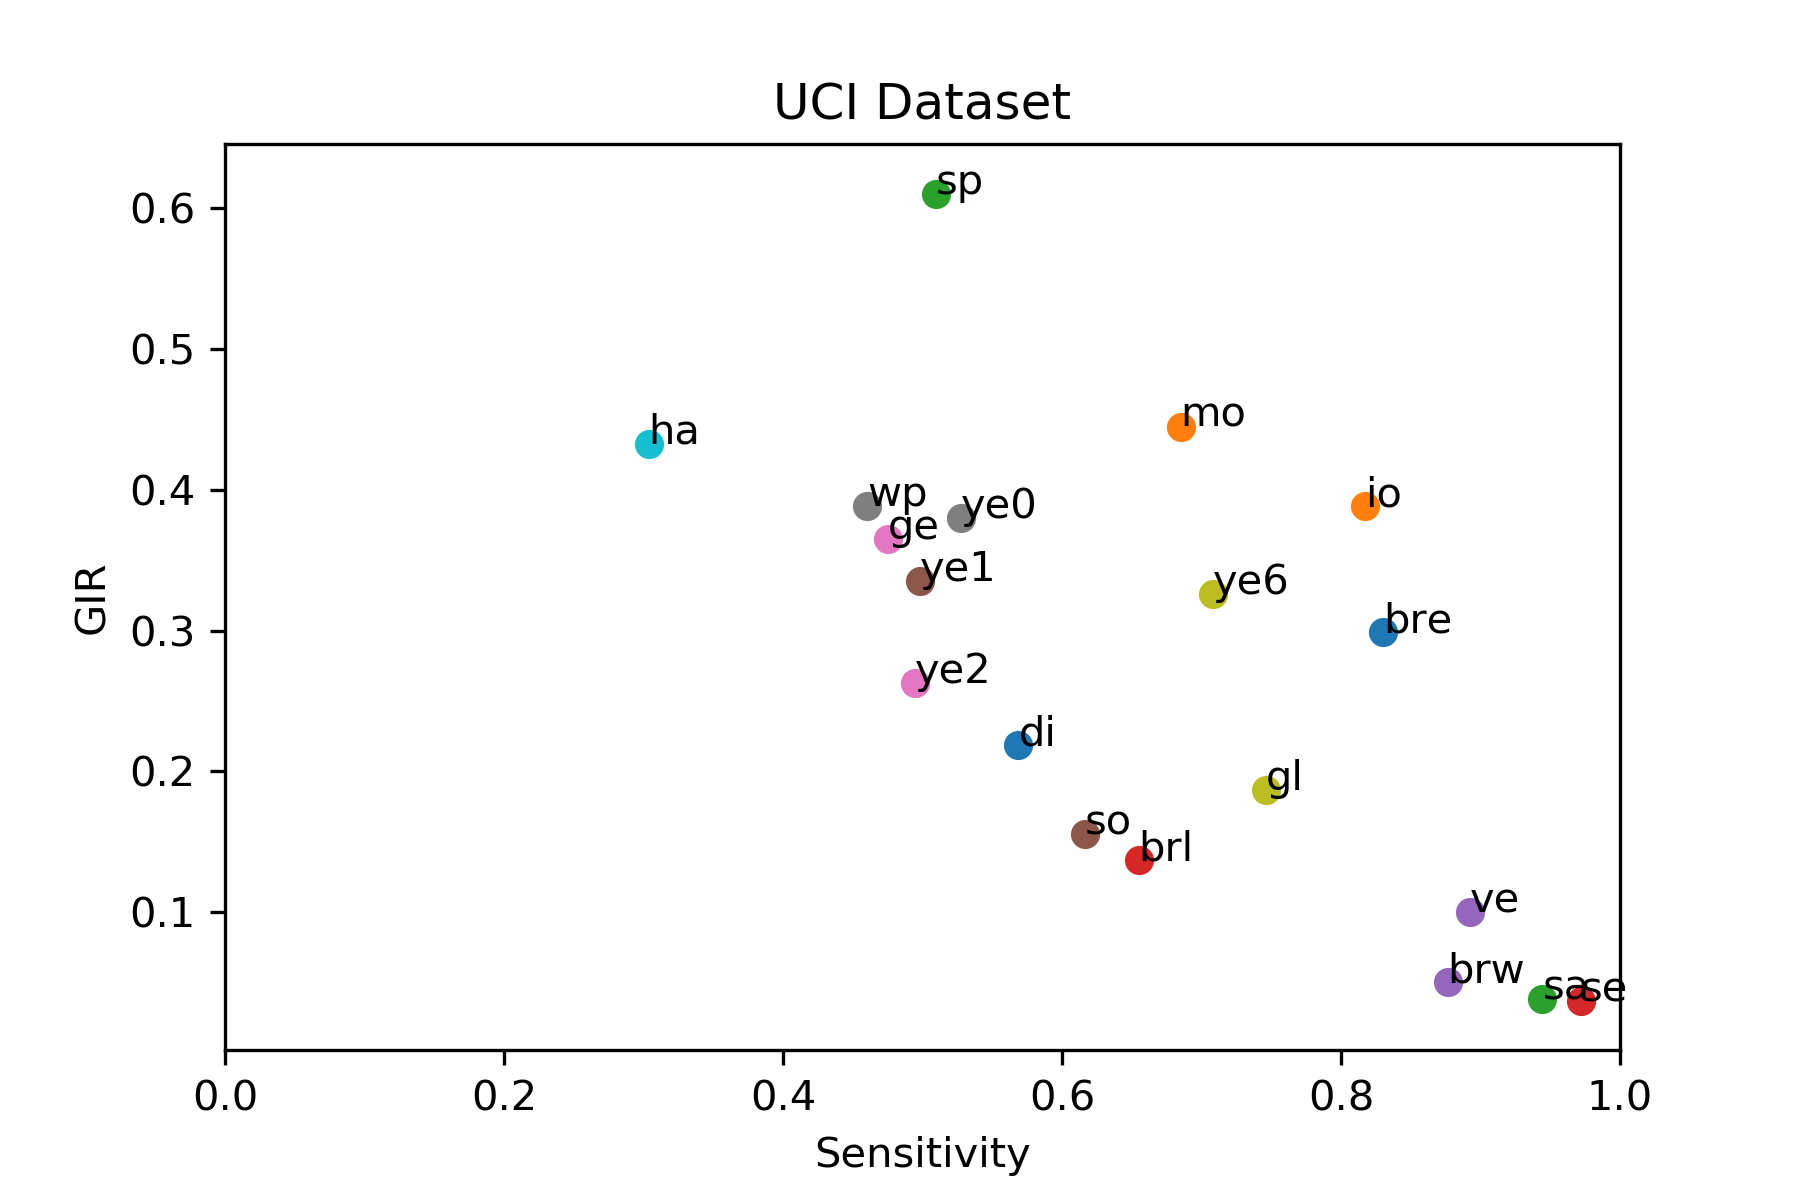 UCI Dataset
0.6
0.5
0.4
0.3
0.2
0.1
GIR
sp
ha
mo
wp
ye0
io
ge
ye1
ye6
bre
ye2
di
gl
so
brl
ve
brw
sa
se
0.0 0.2 0.4 0.6 0.8 1.0
Sensitivity